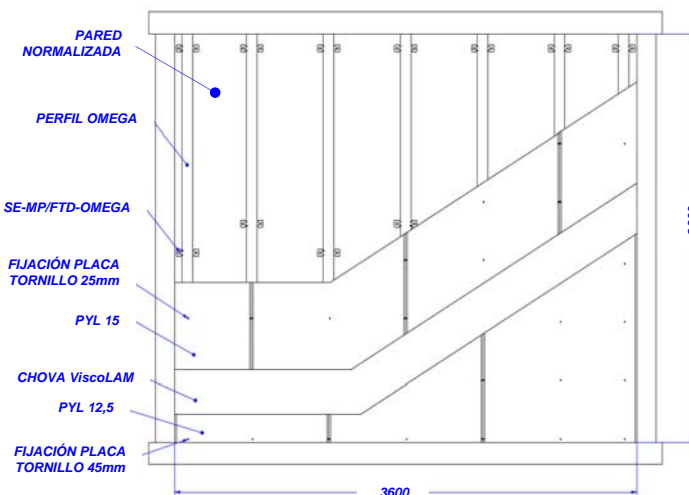 PARED
NORMALIZADA
PERFIL OMEGA
SE-MP/FTD-OMEGA
FIJACIÓN PLACA
TORNILLO 25mm
PYL 15
CHOVA ViscoLAM
PYL 12,5
FIJACIÓN PLACA
TORNILLO 45mm
3600